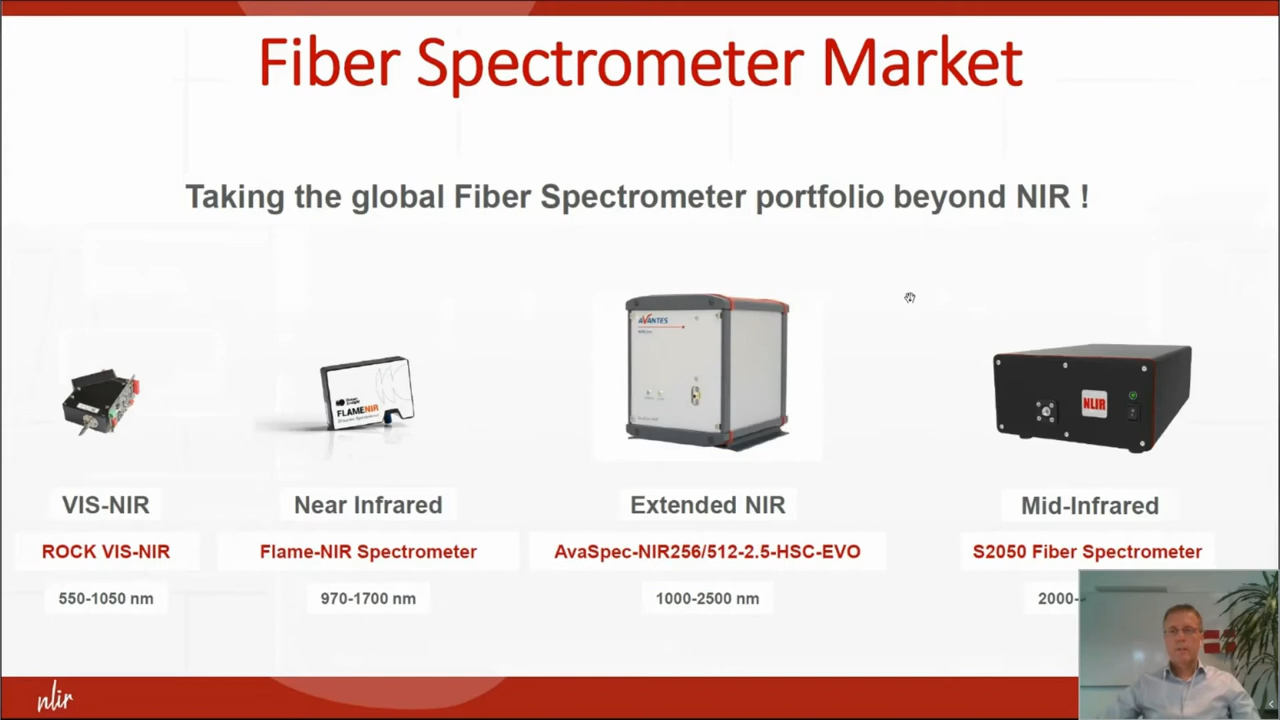 Fiber Spectrometer Market
Taking the global Fiber Spectrometer portfolio beyond NIR !
AVANTES
FLAMENIR
NLIR
VIS-NIR
Near Infrared
Extended NIR
Mid-Infrared
ROCK VIS-NIR
Flame-NIR Spectrometer
AvaSpec-NIR256/512-2.5-HSC-EVO
S2050 Fiber Spectrometer
550-1050 nm
970-1700 nm
1000-2500 nm
2000-
nlir